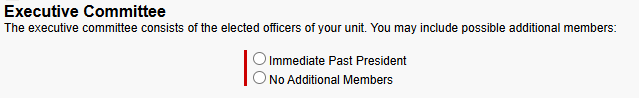 Executive Committee
The executive committee consists of the elected officers of your unit. You may include possible additional members:
Immediate Past President
No Additional Members